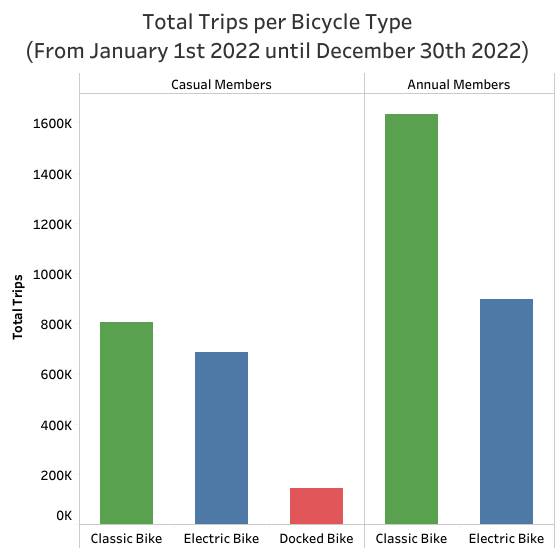 Total Trips per Bicycle Type
(From January 1st 2022 until December 30th 2022)
Casual Members
Annual Members
1600K
1400K
1200K
1000K
800K
600K
400K
200K
0K
Total Trips
Classic Bike
Electric Bike
Docked Bike
Classic Bike
Electric Bike